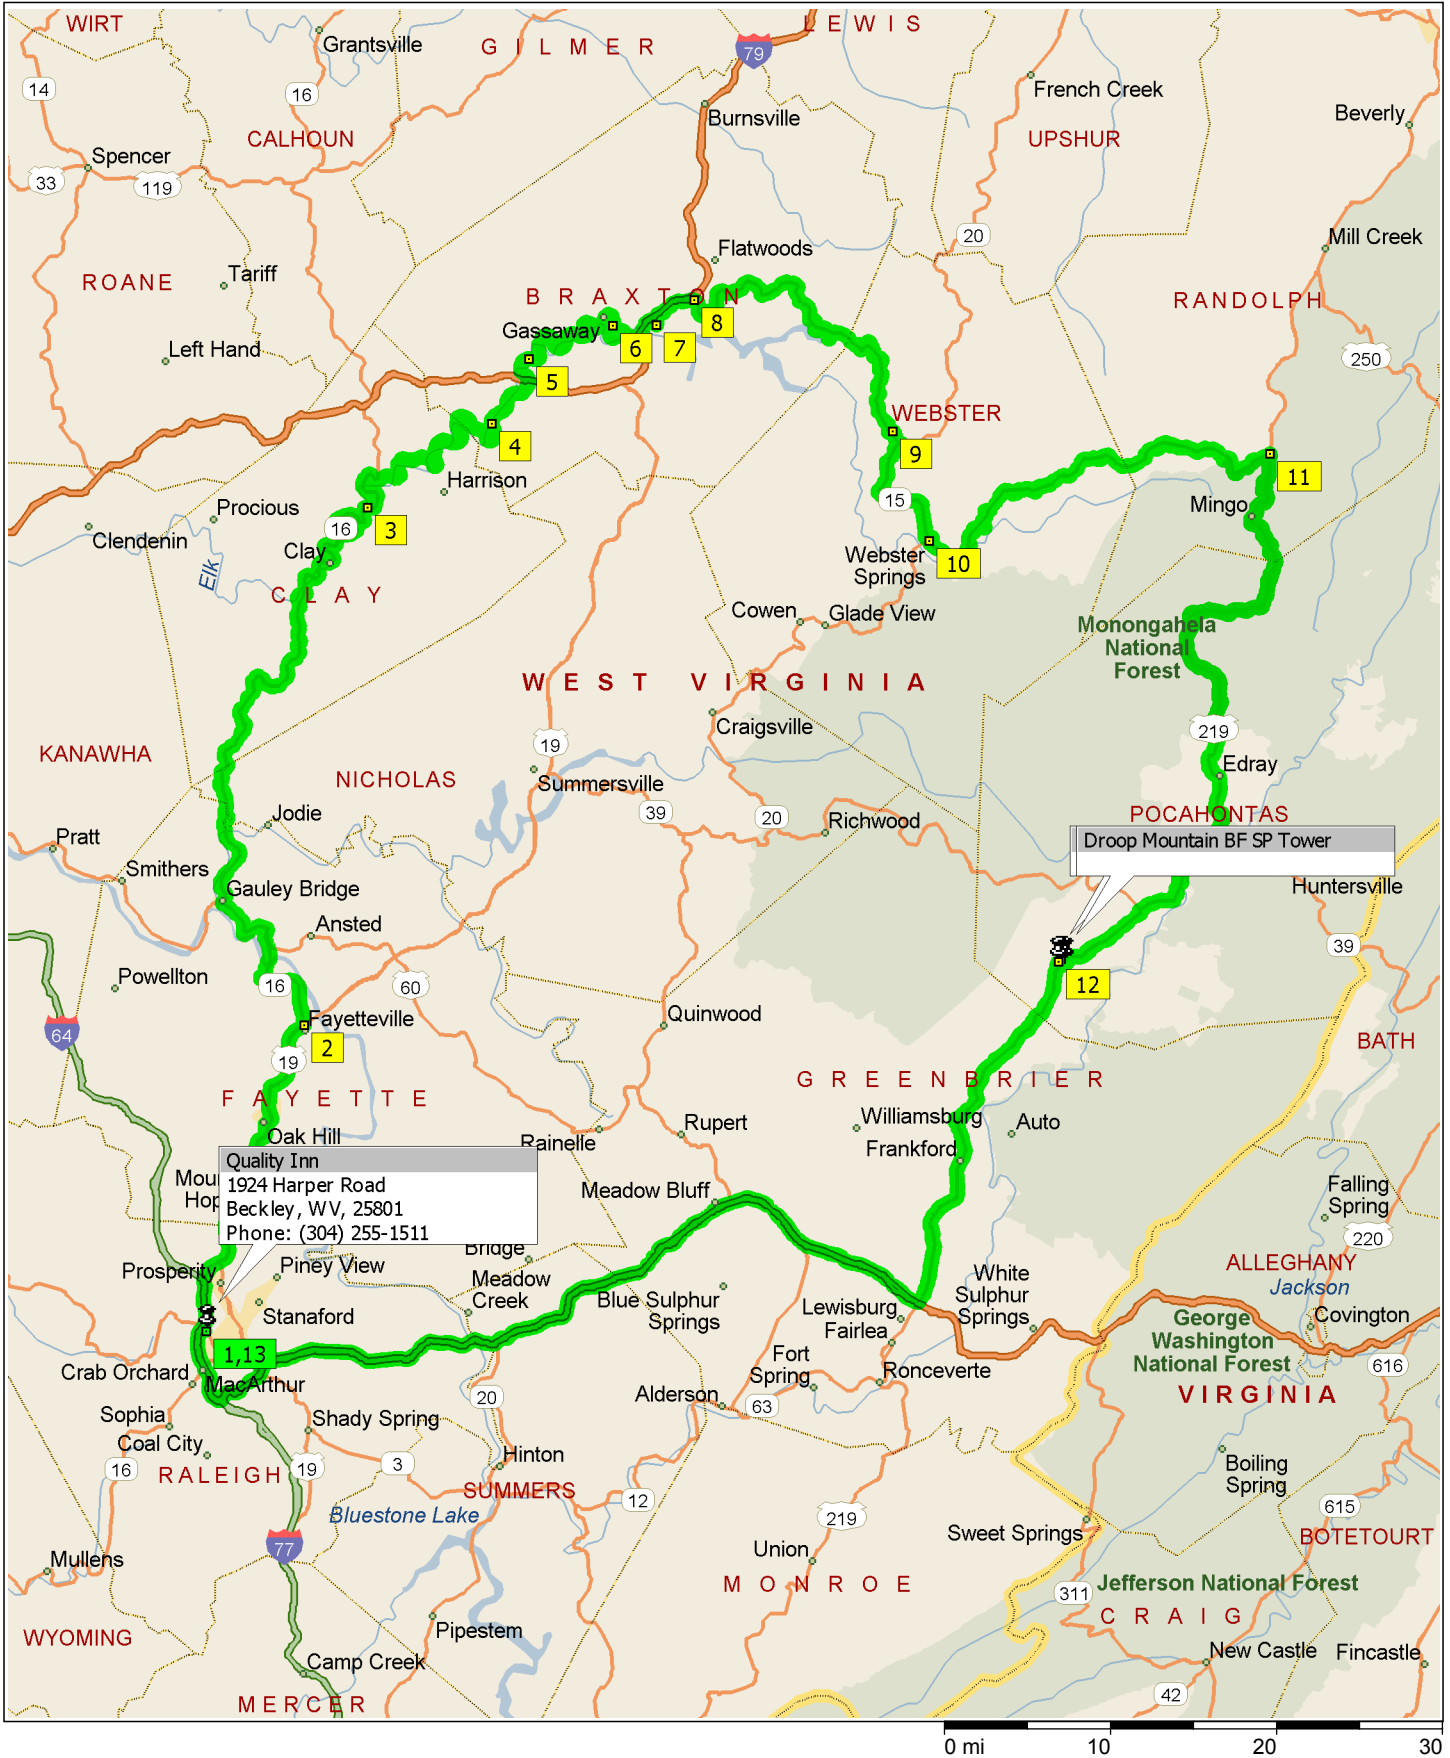 WIRT
Grantsville
GILMER
LEWIS
79
14
16
French Creek
Burnsville
Beverly
CALHOUN
UPSHUR
Spencer
33
119
20
Mill Creek
Flatwoods
ROANE
Tariff
BRAXTON
RANDOLPH
Gassaway
8
6
7
Left Hand
250
5
WEBSTER
4
9
Harrison
11
15
Mingo
Procious
16
3
Clendenin
Clay
Elk
Webster
Springs
10
CLAY
Cowen
Glade View
Monongahela
National
Forest
WEST VIRGINIA
Craigsville
219
19
KANAWHA
Edray
NICHOLAS
Summersville
Jodie
39
20
Richwood
POCAHONTAS
Pratt
Droop Mountain BF SP Tower
Smithers
Gauley Bridge
Huntersville
Ansted
39
Powellton
16
60
12
Quinwood
Fayetteville
64
2
19
BATH
FAYETTE
GREENBRIER
Williamsburg
Auto
Rupert
Oak Hill
Rainelle
Frankford
Quality Inn
1924 Harper Road
Beckley, WV, 25801
Phone: (304) 255-1511
Mou
Hop
Meadow Bluff
Falling
Spring
220
Bridge
Prosperity
Piney View
ALLEGHANY
Meadow
Creek
White
Sulphur
Springs
Jackson
Blue Sulphur
Springs
Stanaford
Lewisburg
Fairlea
George
Washington
National Forest
Covington
1,13
Fort
Spring
616
Crab Orchard
MacArthur
Ronceverte
Alderson
63
20
VIRGINIA
Sophia
Shady Spring
Coal City
Hinton
Boiling
Spring
16
RALEIGH
19
3
SUMMERS
12
Bluestone Lake
219
615
Sweet Springs
BOTETOURT
77
Union
Mullens
MONROE
311
Jefferson National Forest
CRAIG
WYOMING
Pipestem
New Castle
Fincastle
Camp Creek
42
MERCER
0 mi
10
20
30